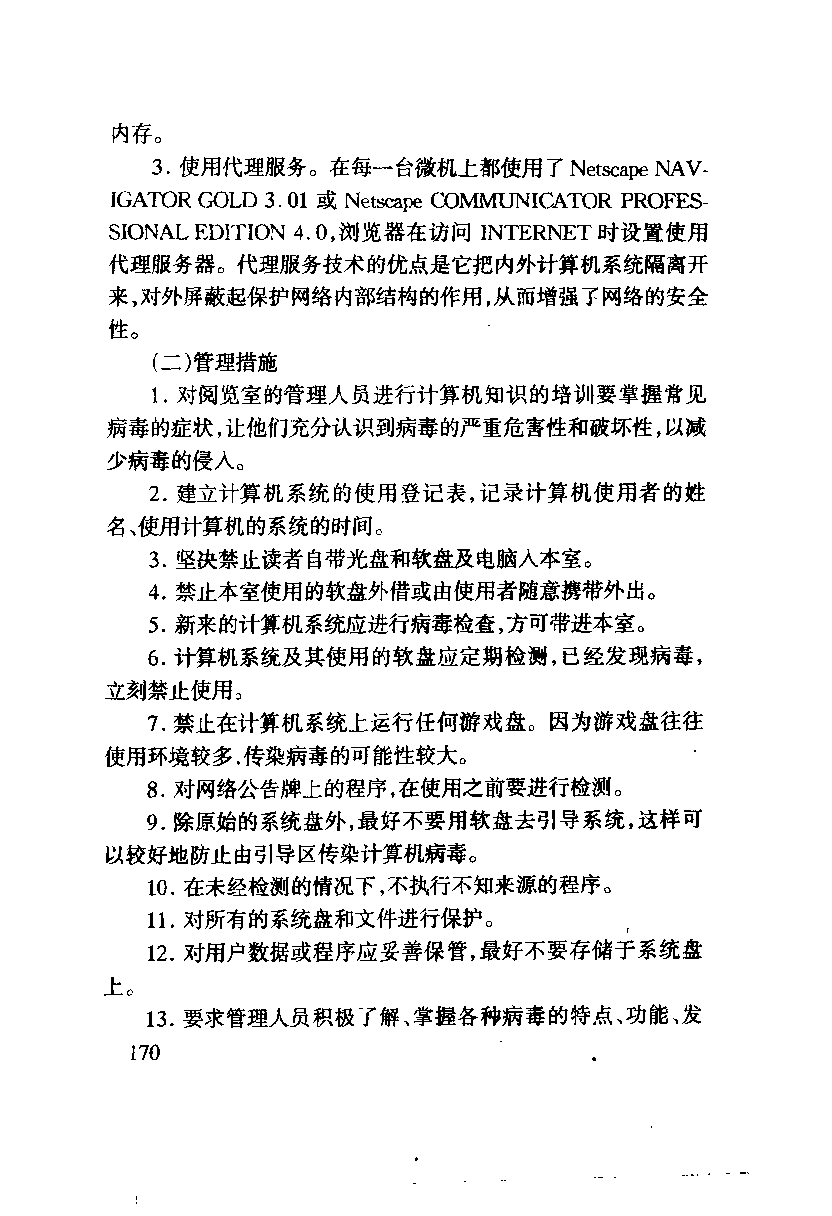 内存。
3. 使用代理服务。在每一台微机上都使用了 Netscape NAV-
IGATOR GOLD 3.01 或 Netscape COMMUNICATOR PROFES-
SIONAL EDITION 4.0,浏览器在访问 INTERNET 时设置使用
代理服务器。代理服务技术的优点是它把内外计算机系统隔离开
来,对外屏蔽起保护网络内部结构的作用,从而增强了网络的安全
性。
(二)管理措施
1. 对阅览室的管理人员进行计算机知识的培训要掌握常见
病毒的症状,让他们充分认识到病毒的严重危害性和破坏性,以减
少病毒的侵入。
2. 建立计算机系统的使用登记表,记录计算机使用者的姓
名、使用计算机的系统的时间。
3. 坚决禁止读者自带光盘和软盘及电脑入本室。
4. 禁止本室使用的软盘外借或由使用者随意携带外出。
5. 新来的计算机系统应进行病毒检查,方可带进本室。
6. 计算机系统及其使用的软盘应定期检测,已经发现病毒,
立刻禁止使用。
7. 禁止在计算机系统上运行任何游戏盘。因为游戏盘往往
使用环境较多,传染病毒的可能性较大。
8. 对网络公告牌上的程序,在使用之前要进行检测。
9. 除原始的系统盘外,最好不要用软盘去引导系统,这样可
以较好地防止由引导区传染计算机病毒。
10. 在未经检测的情况下,不执行不知来源的程序。
11. 对所有的系统盘和文件进行保护。
12. 对用户数据或程序应妥善保管,最好不要存储于系统盘
上。
13. 要求管理人员积极了解、掌握各种病毒的特点、功能、发
170